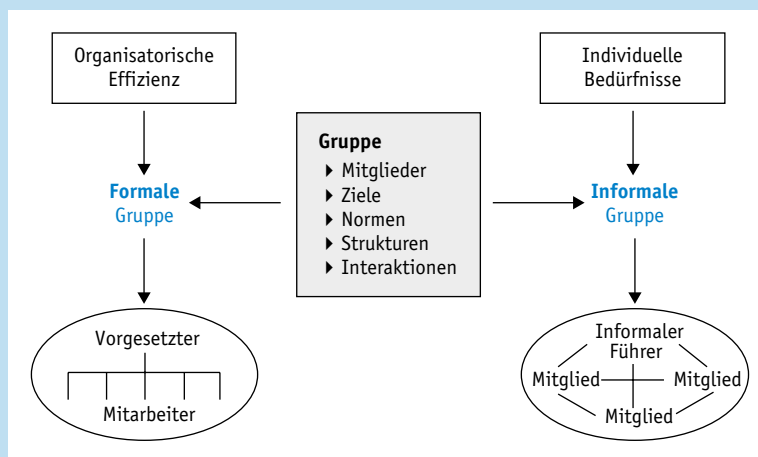 Organisatorische
Effizienz
Individuelle
Bedürfnisse
Gruppe
▸ Mitglieder
▸ Ziele
▸ Normen
▸ Strukturen
▸ Interaktionen
Formale
Gruppe
Informale
Gruppe
Vorgesetzter
Mitarbeiter
Informaler
Führer
Mitglied
Mitglied
Mitglied